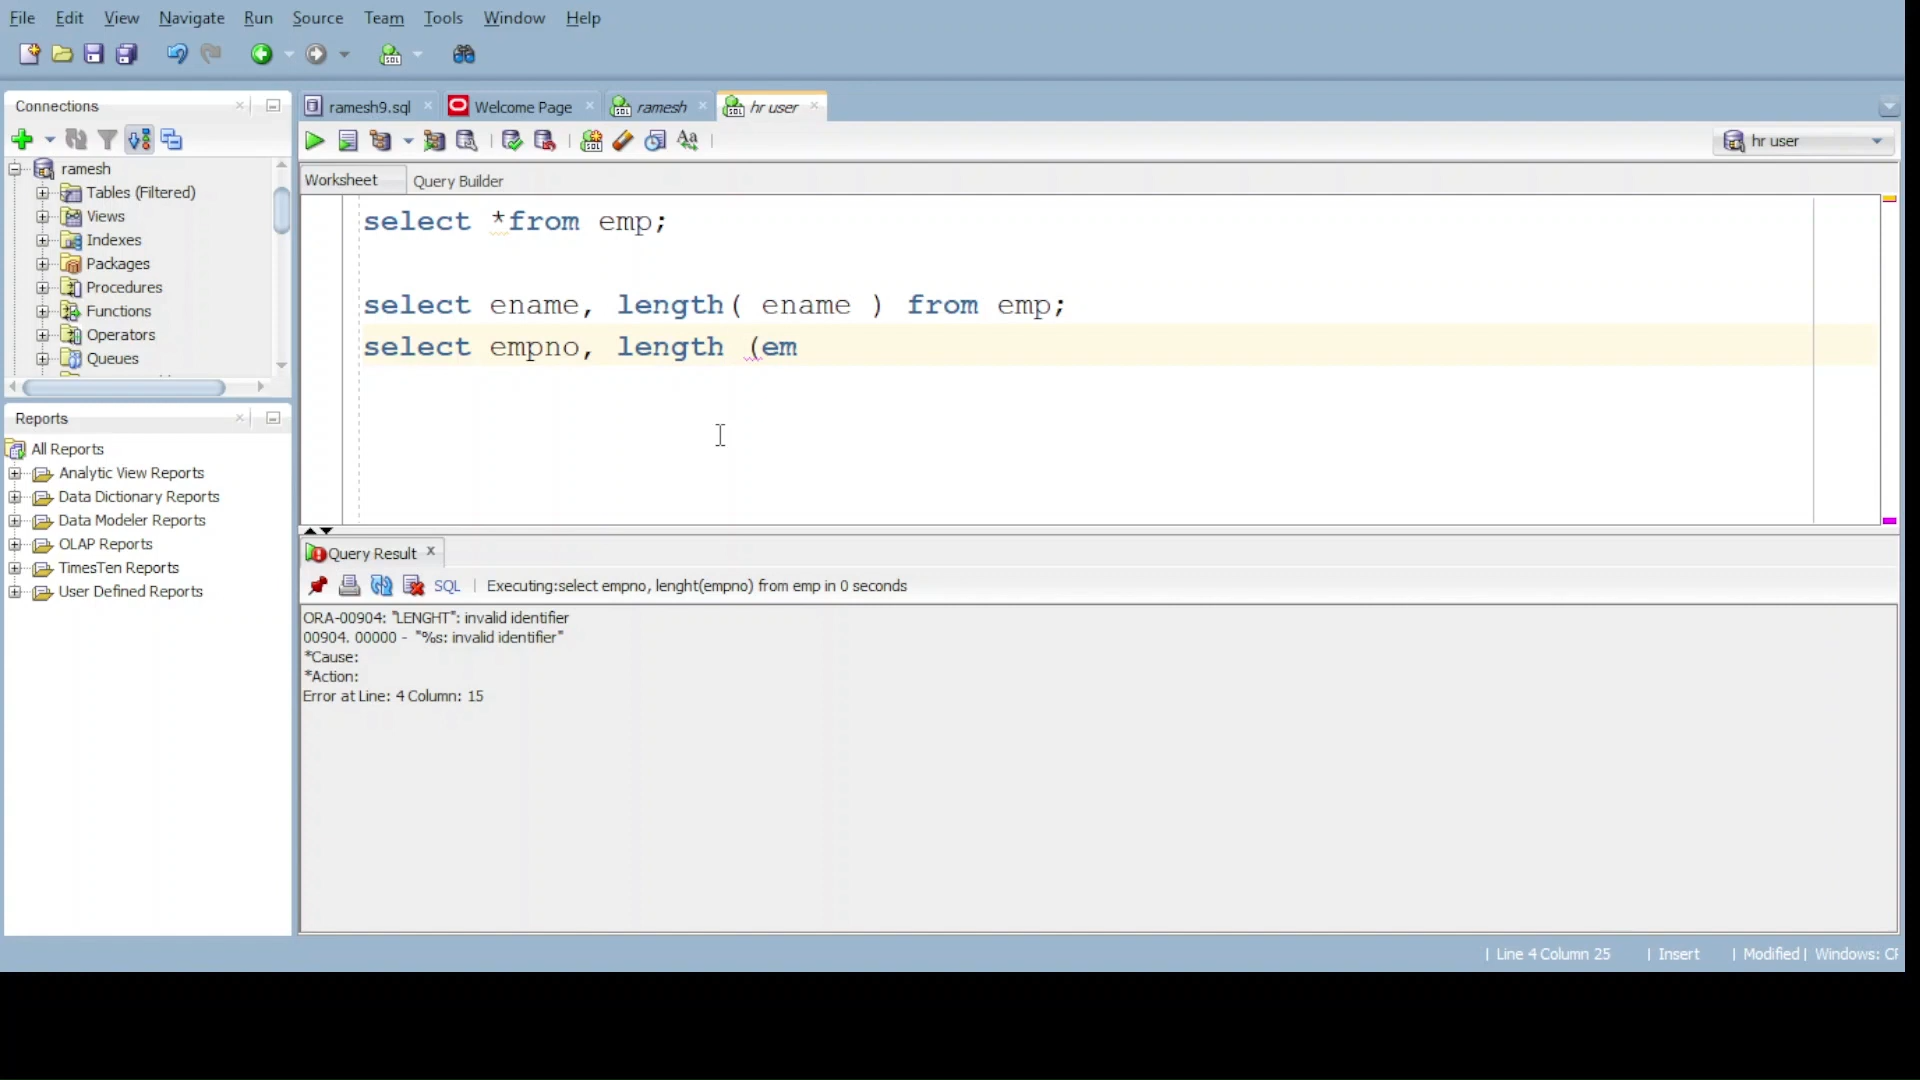 File Edit View Navigate Run Source Team Tools Window Help
Connections
ramesh9.sql Welcome Page ramesh hr user
hr user
Worksheet Query Builder
ramesh
Tables (Filtered)
Views
Indexes
Packages
Procedures
Functions
Operators
Queues
select *from emp;
select ename, length( ename ) from emp;
select empno, length (em
Reports
All Reports
Analytic View Reports
Data Dictionary Reports
Data Modeler Reports
OLAP Reports
TimesTen Reports
User Defined Reports
Query Result
SQL | Executing:select empno, lenght(empno) from emp in 0 seconds
ORA-00904: "LENGHT": invalid identifier
00904. 00000 - "%s: invalid identifier"
*Cause:
*Action:
Error at Line: 4 Column: 15
| Line 4 Column 25 | Insert | Modified | Windows: